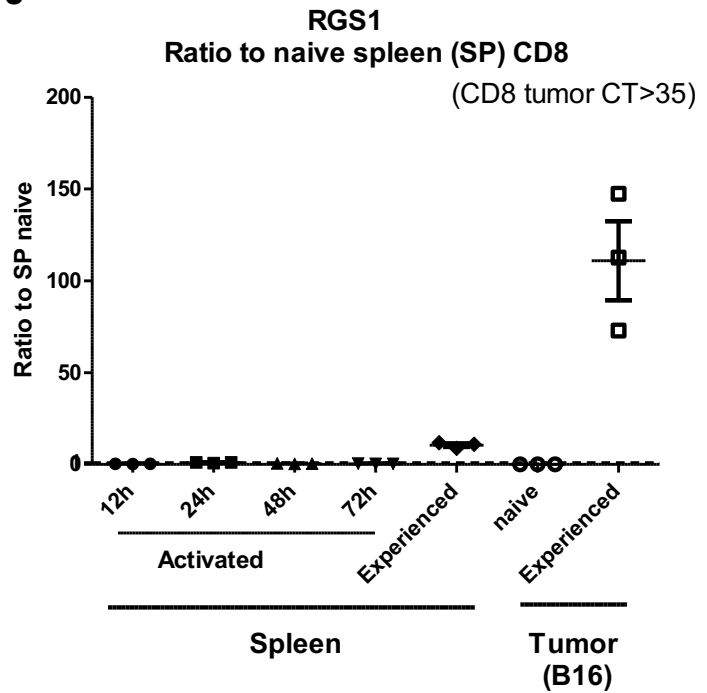 RGS1
Ratio to naive spleen (SP) CD8
(CD8 tumor CT>35)
Ratio to SP naive
200
150
100
50
0
12h
24h
48h
72h
Experienced
naive
Experienced
Activated
Spleen
Tumor
(B16)